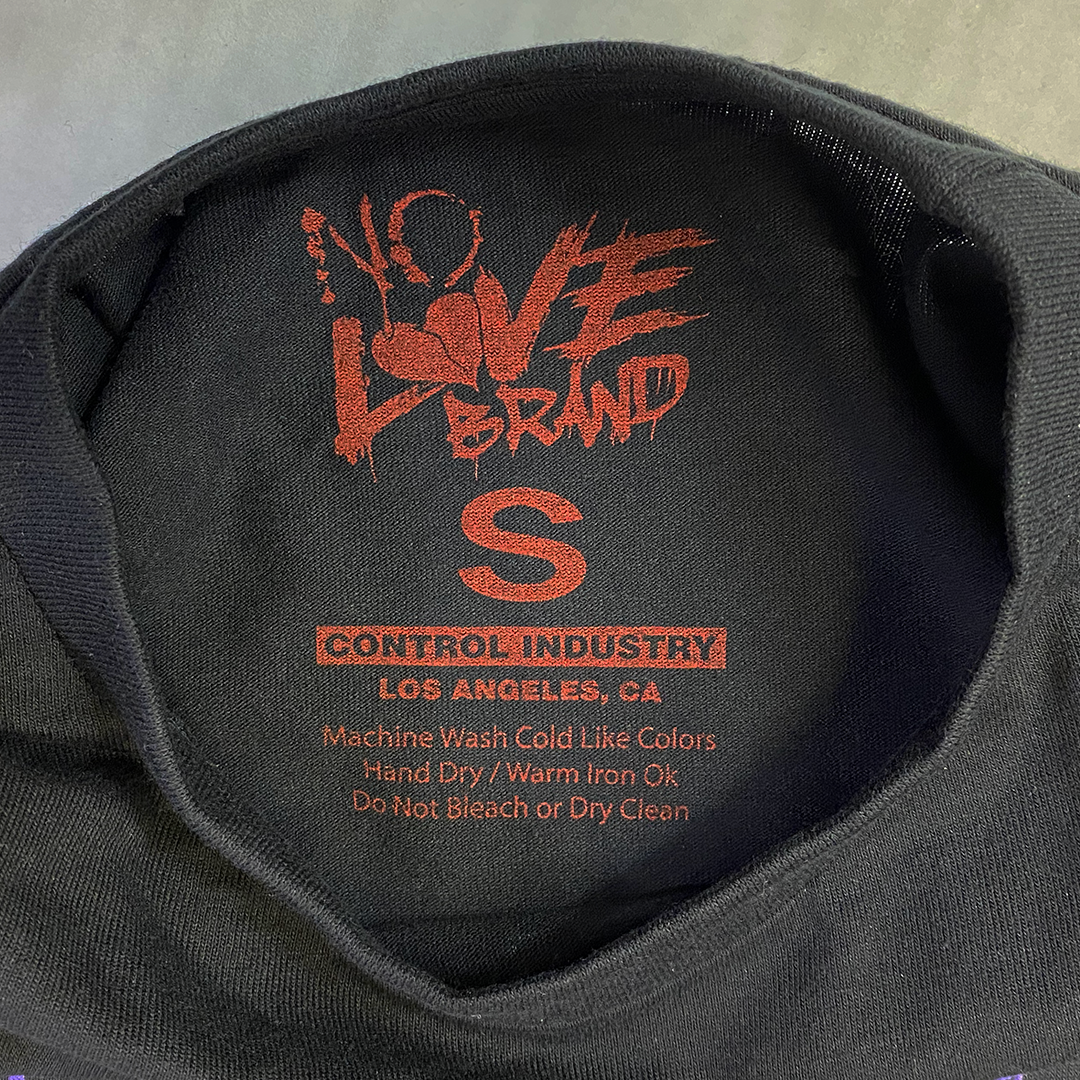 NO
LOVE
BRAND
S
CONTROL INDUSTRY
LOS ANGELES, CA
Machine Wash Cold Like Colors
Hand Dry / Warm Iron Ok
Do Not Bleach or Dry Clean